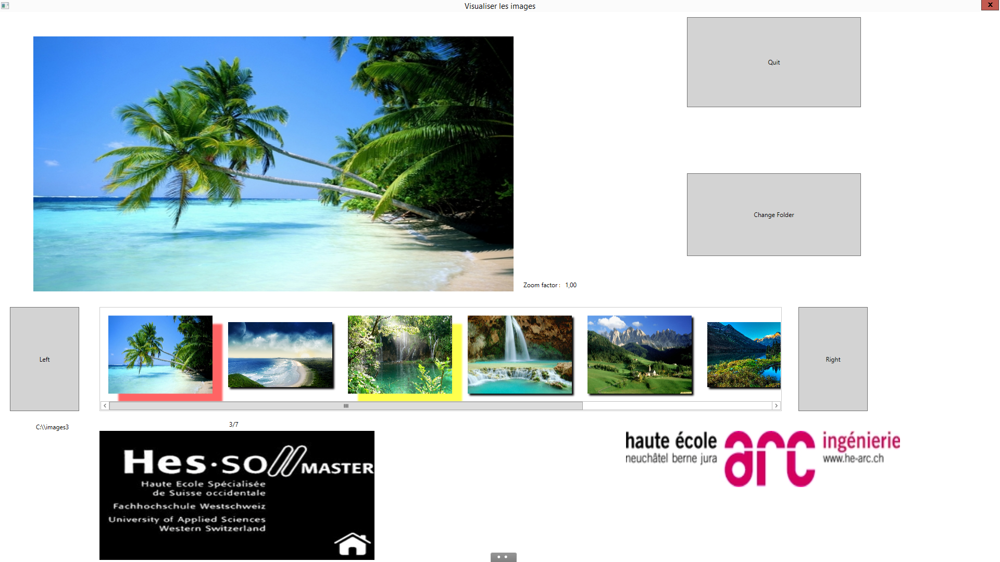 Visualiser les images
x
Quit
Change Folder
Zoom factor : 1,00
Left
Right
C:\\images3
3/7
Hes·so MASTER
Haute Ecole Spécialisée
de Suisse occidentale
Fachhochschule Westschweiz
University of Applied Sciences
Western Switzerland
haute école
neuchâtel berne jura
arc
ingénierie
www.he-arc.ch